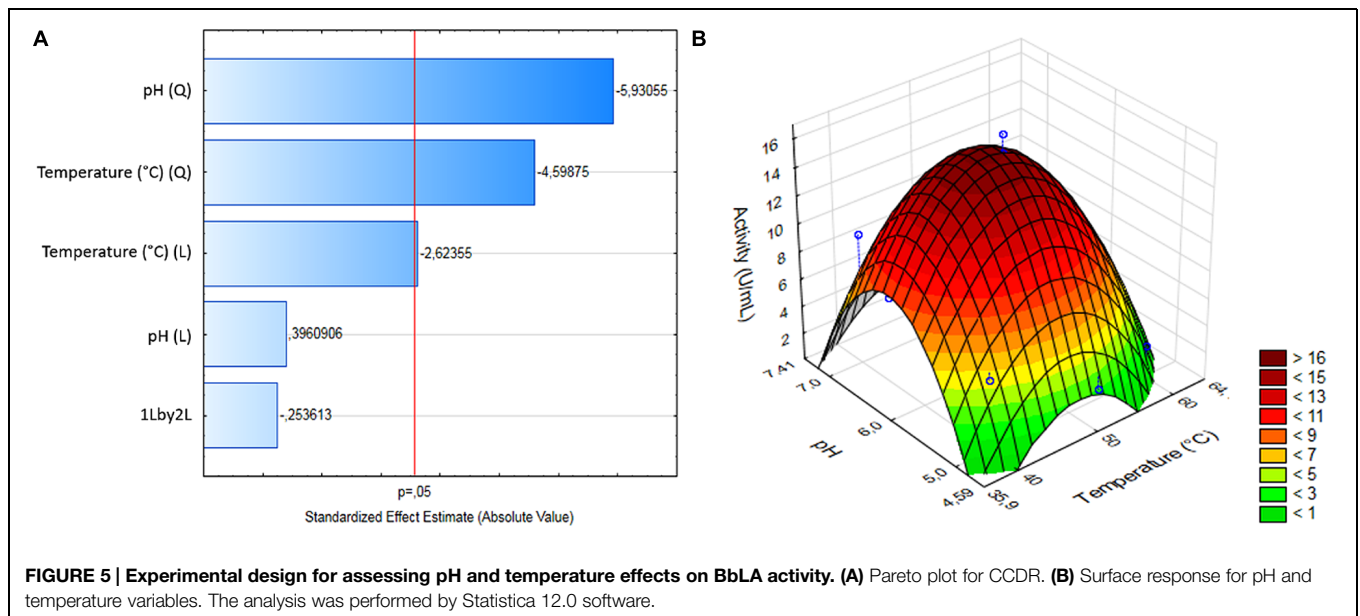 A
pH (Q)
-5,93055
Temperature (°C) (Q)
-4,59875
Temperature (°C) (L)
-2,62355
pH (L)
,3960906
1Lby2L
-,253613
p=,05
Standardized Effect Estimate (Absolute Value)
B
Activity (U/mL)
16
14
12
10
8
6
4
2
7,41
7,0
6,0
5,0
4,59
pH
35,9
40
50
60
64,
Temperature (°C)
> 16
< 15
< 13
< 11
< 9
< 7
< 5
< 3
< 1
FIGURE 5 | Experimental design for assessing pH and temperature effects on BbLA activity. (A) Pareto plot for CCDR. (B) Surface response for pH and
temperature variables. The analysis was performed by Statistica 12.0 software.